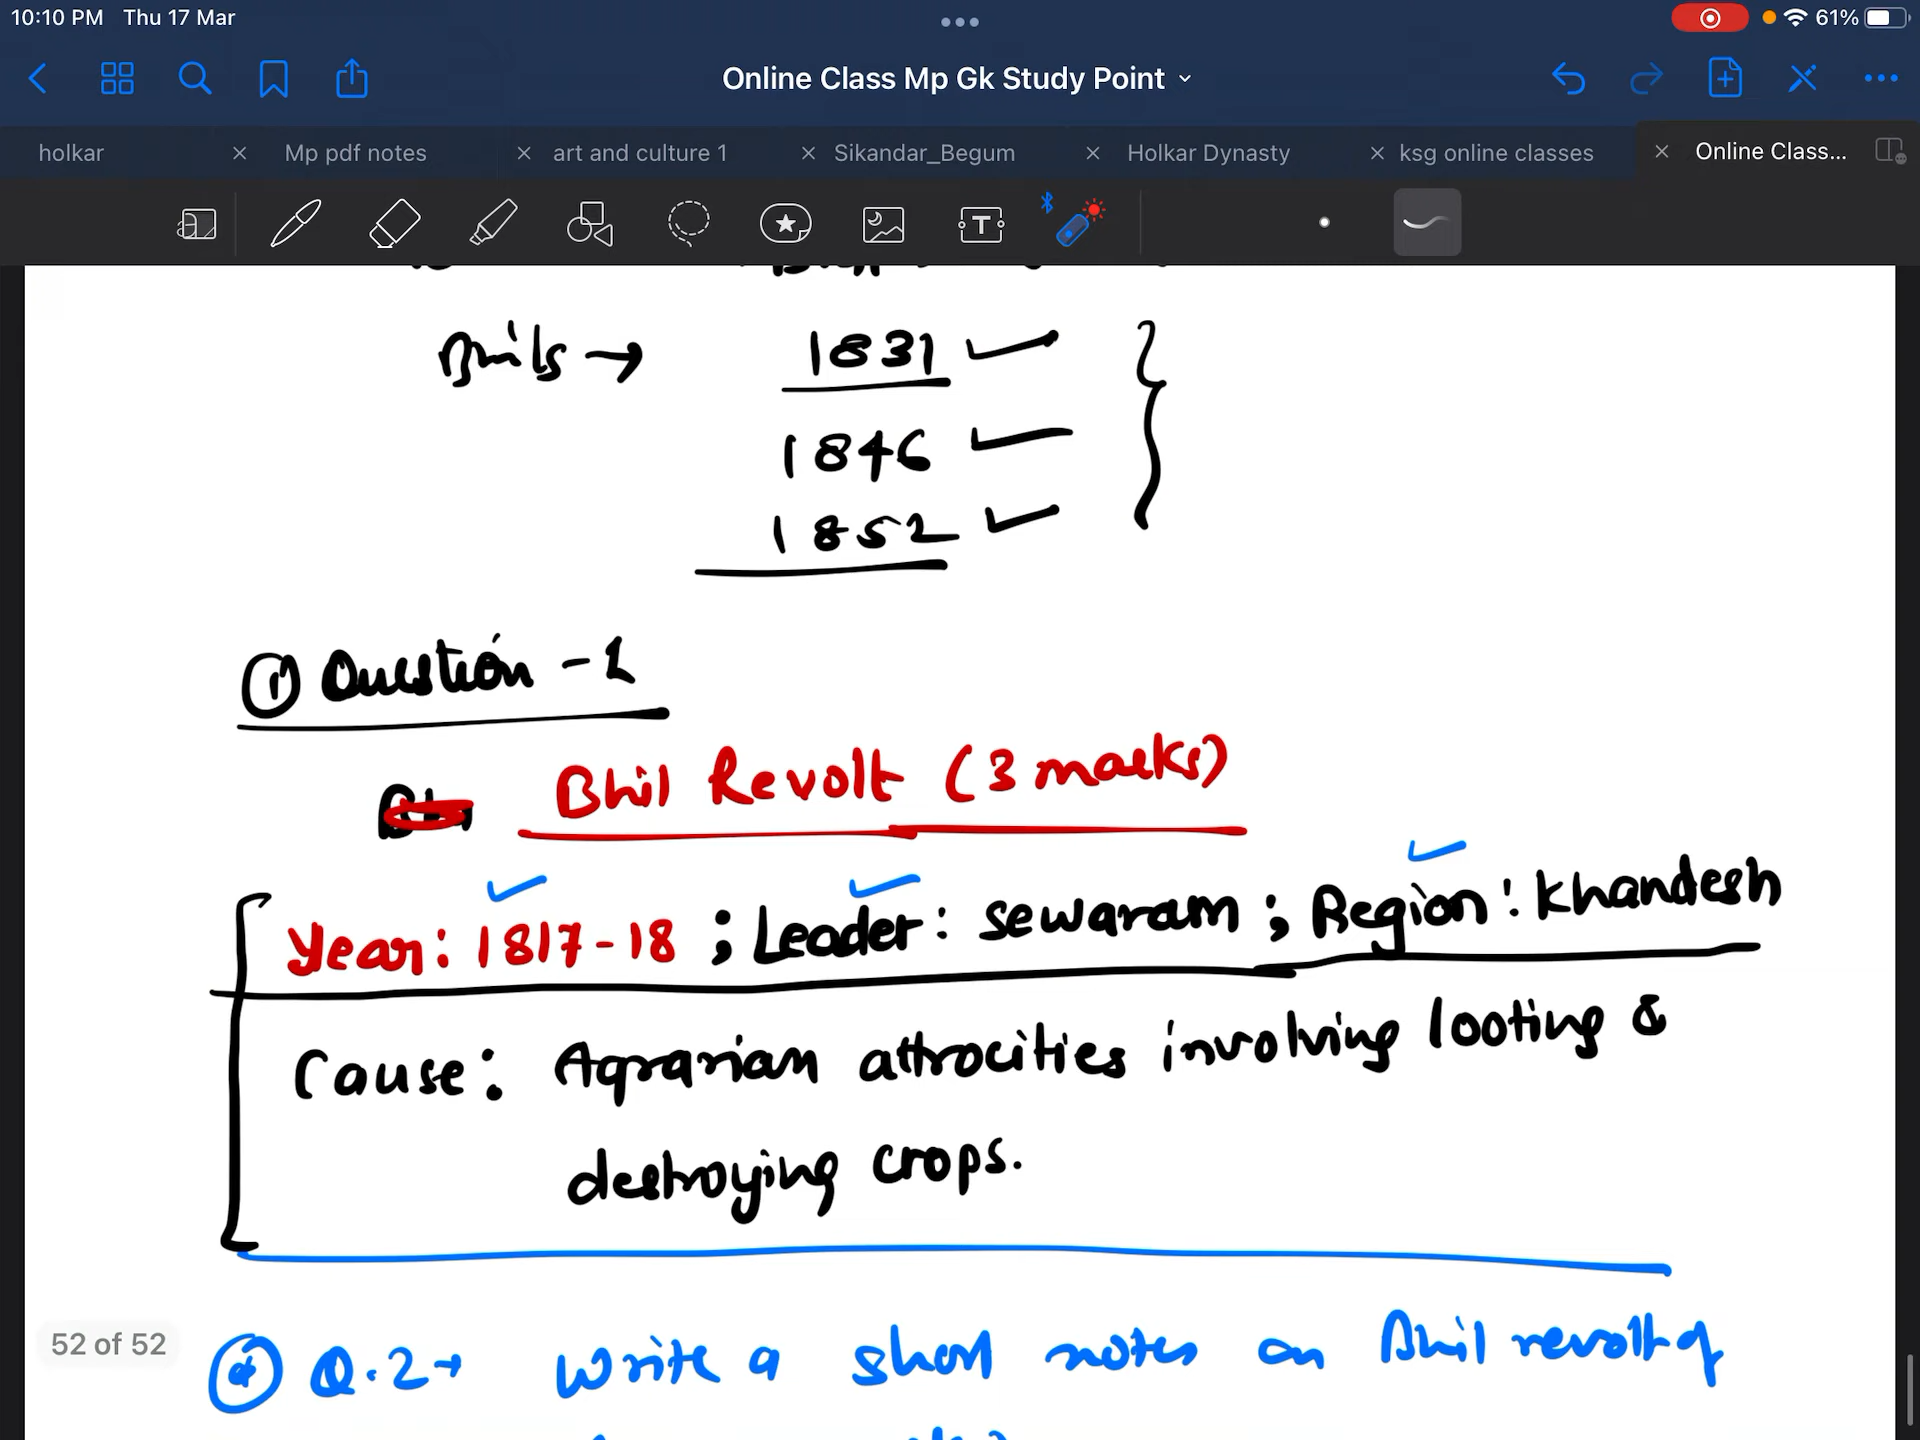 10:10 PM Thu 17 Mar
61%
Online Class Mp Gk Study Point
holkar
Mp pdf notes
art and culture 1
Sikandar_Begum
Holkar Dynasty
ksg online classes
Online Class...
Bhils → 1831
1846
1852
① Question - 1
Bhil Revolt (3 marks)
Year: 1817-18 ; Leader: Sewaram ; Region: Khandesh
Cause: Agrarian attrocities involving looting &
destroying crops.
52 of 52
Q.2→ Write a short notes on Bhil revolt of